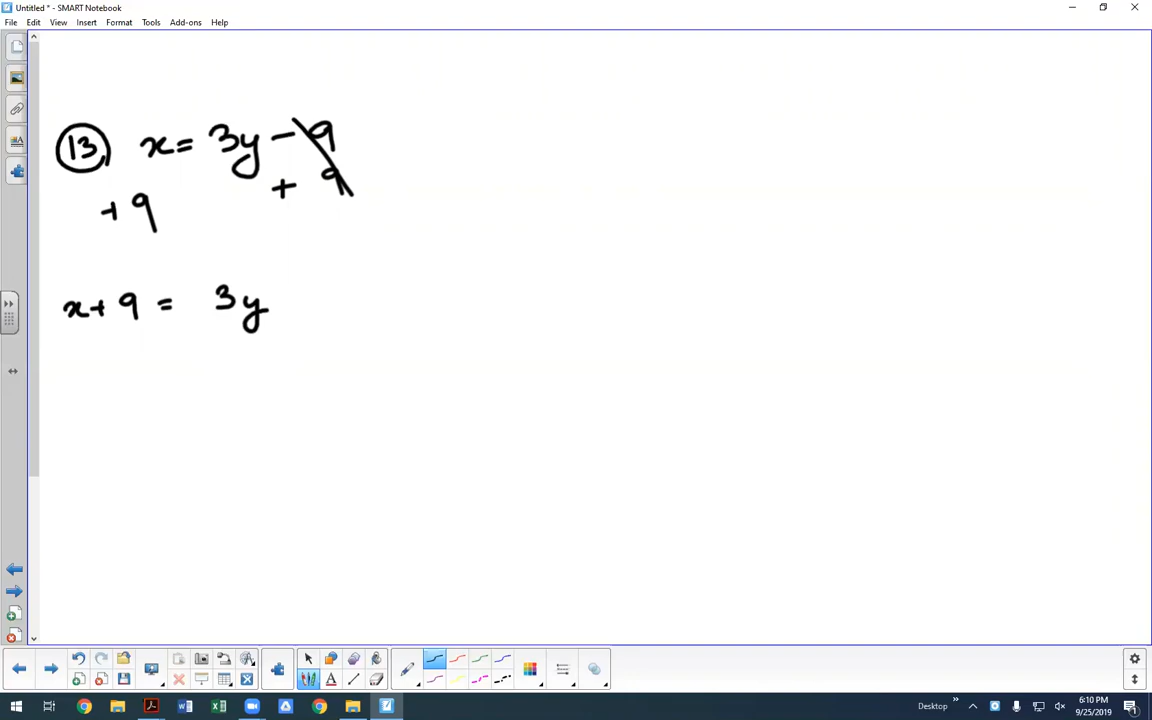 Untitled * - SMART Notebook
File Edit View Insert Format Tools Add-ons Help
13 x = 3y - 9
+ 9 + 9
x + 9 = 3y
Desktop
6:10 PM
9/25/2019